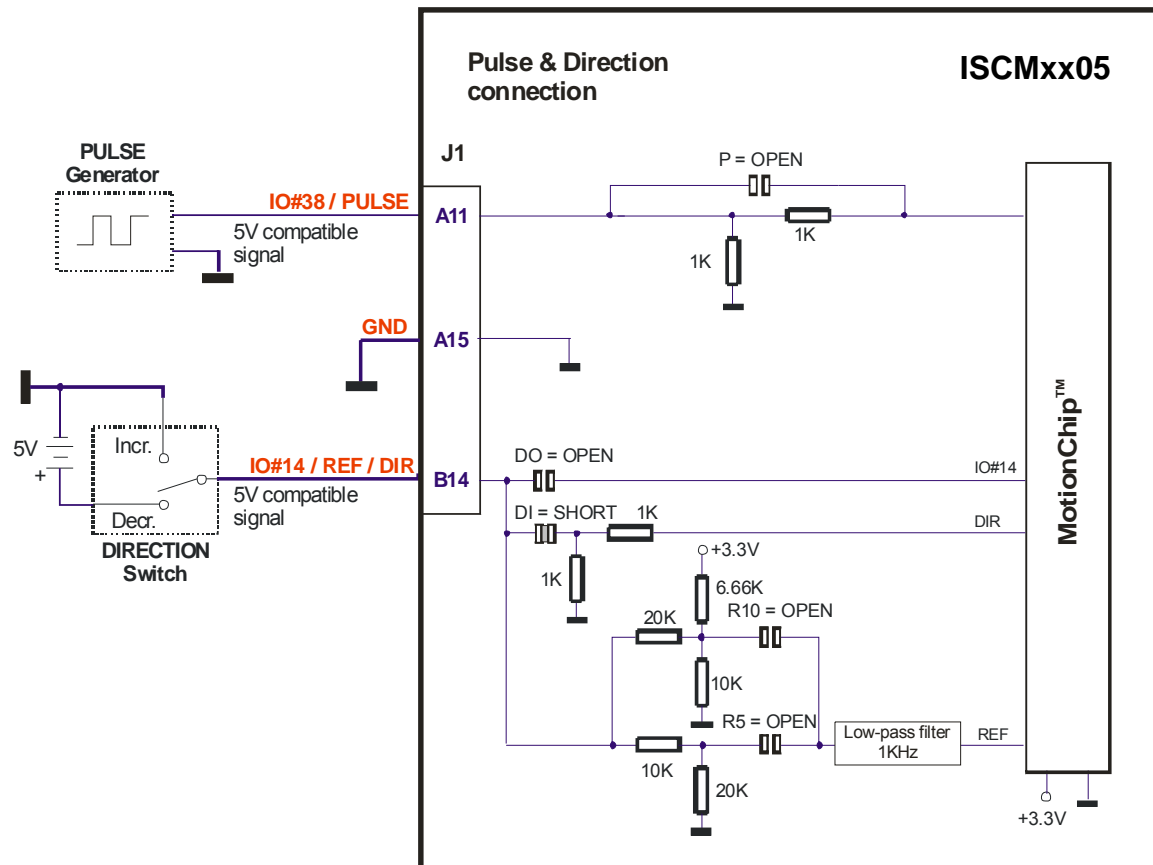 Pulse & Direction
connection
ISCMxx05
J1
PULSE
Generator
IO#38 / PULSE
5V compatible
signal
A11
P = OPEN
1K
1K
GND
A15
MotionChip™
5V
+
Incr.
Decr.
DIRECTION
Switch
IO#14 / REF / DIR
5V compatible
signal
B14
DO = OPEN
IO#14
DI = SHORT
1K
DIR
1K
+3.3V
6.66K
R10 = OPEN
20K
10K
R5 = OPEN
10K
20K
Low-pass filter
1KHz
REF
+3.3V